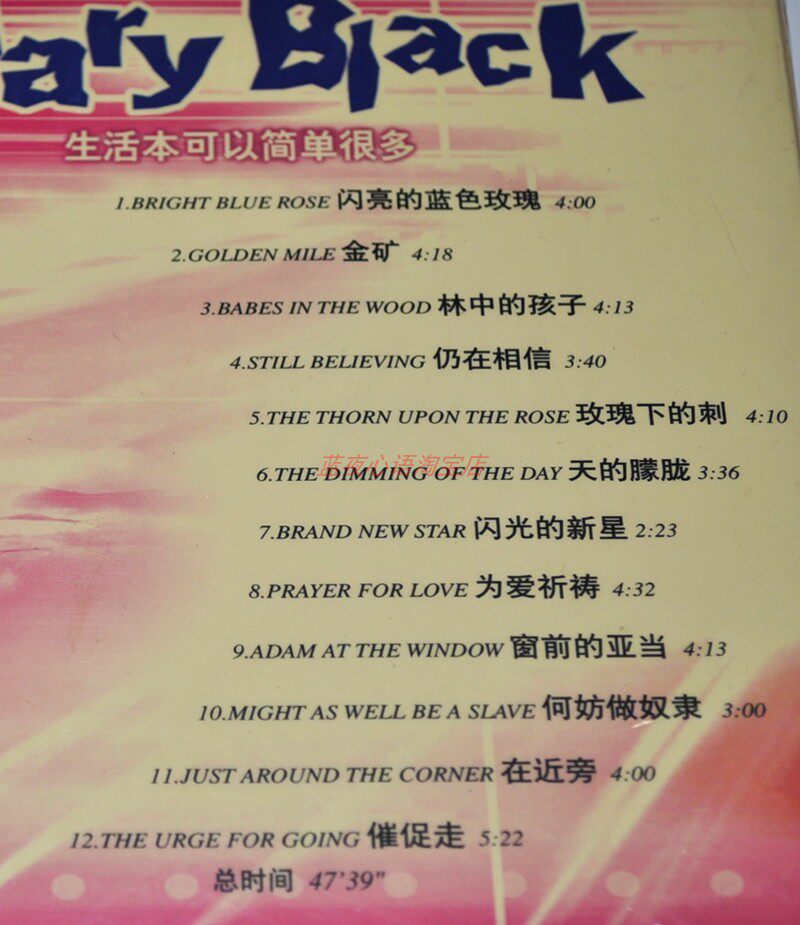 ary Black
生活本可以简单很多
1.BRIGHT BLUE ROSE 闪亮的蓝色玫瑰 4:00
2.GOLDEN MILE 金矿 4:18
3.BABES IN THE WOOD 林中的孩子 4:13
4.STILL BELIEVING 仍在相信 3:40
5.THE THORN UPON THE ROSE 玫瑰下的刺 4:10
蓝夜心语淘宝店
6.THE DIMMING OF THE DAY 天的朦胧 3:36
7.BRAND NEW STAR 闪光的新星 2:23
8.PRAYER FOR LOVE 为爱祈祷 4:32
9.ADAM AT THE WINDOW 窗前的亚当 4:13
10.MIGHT AS WELL BE A SLAVE 何妨做奴隶 3:00
11.JUST AROUND THE CORNER 在近旁 4:00
12.THE URGE FOR GOING 催促走 5:22
总时间 47'39"